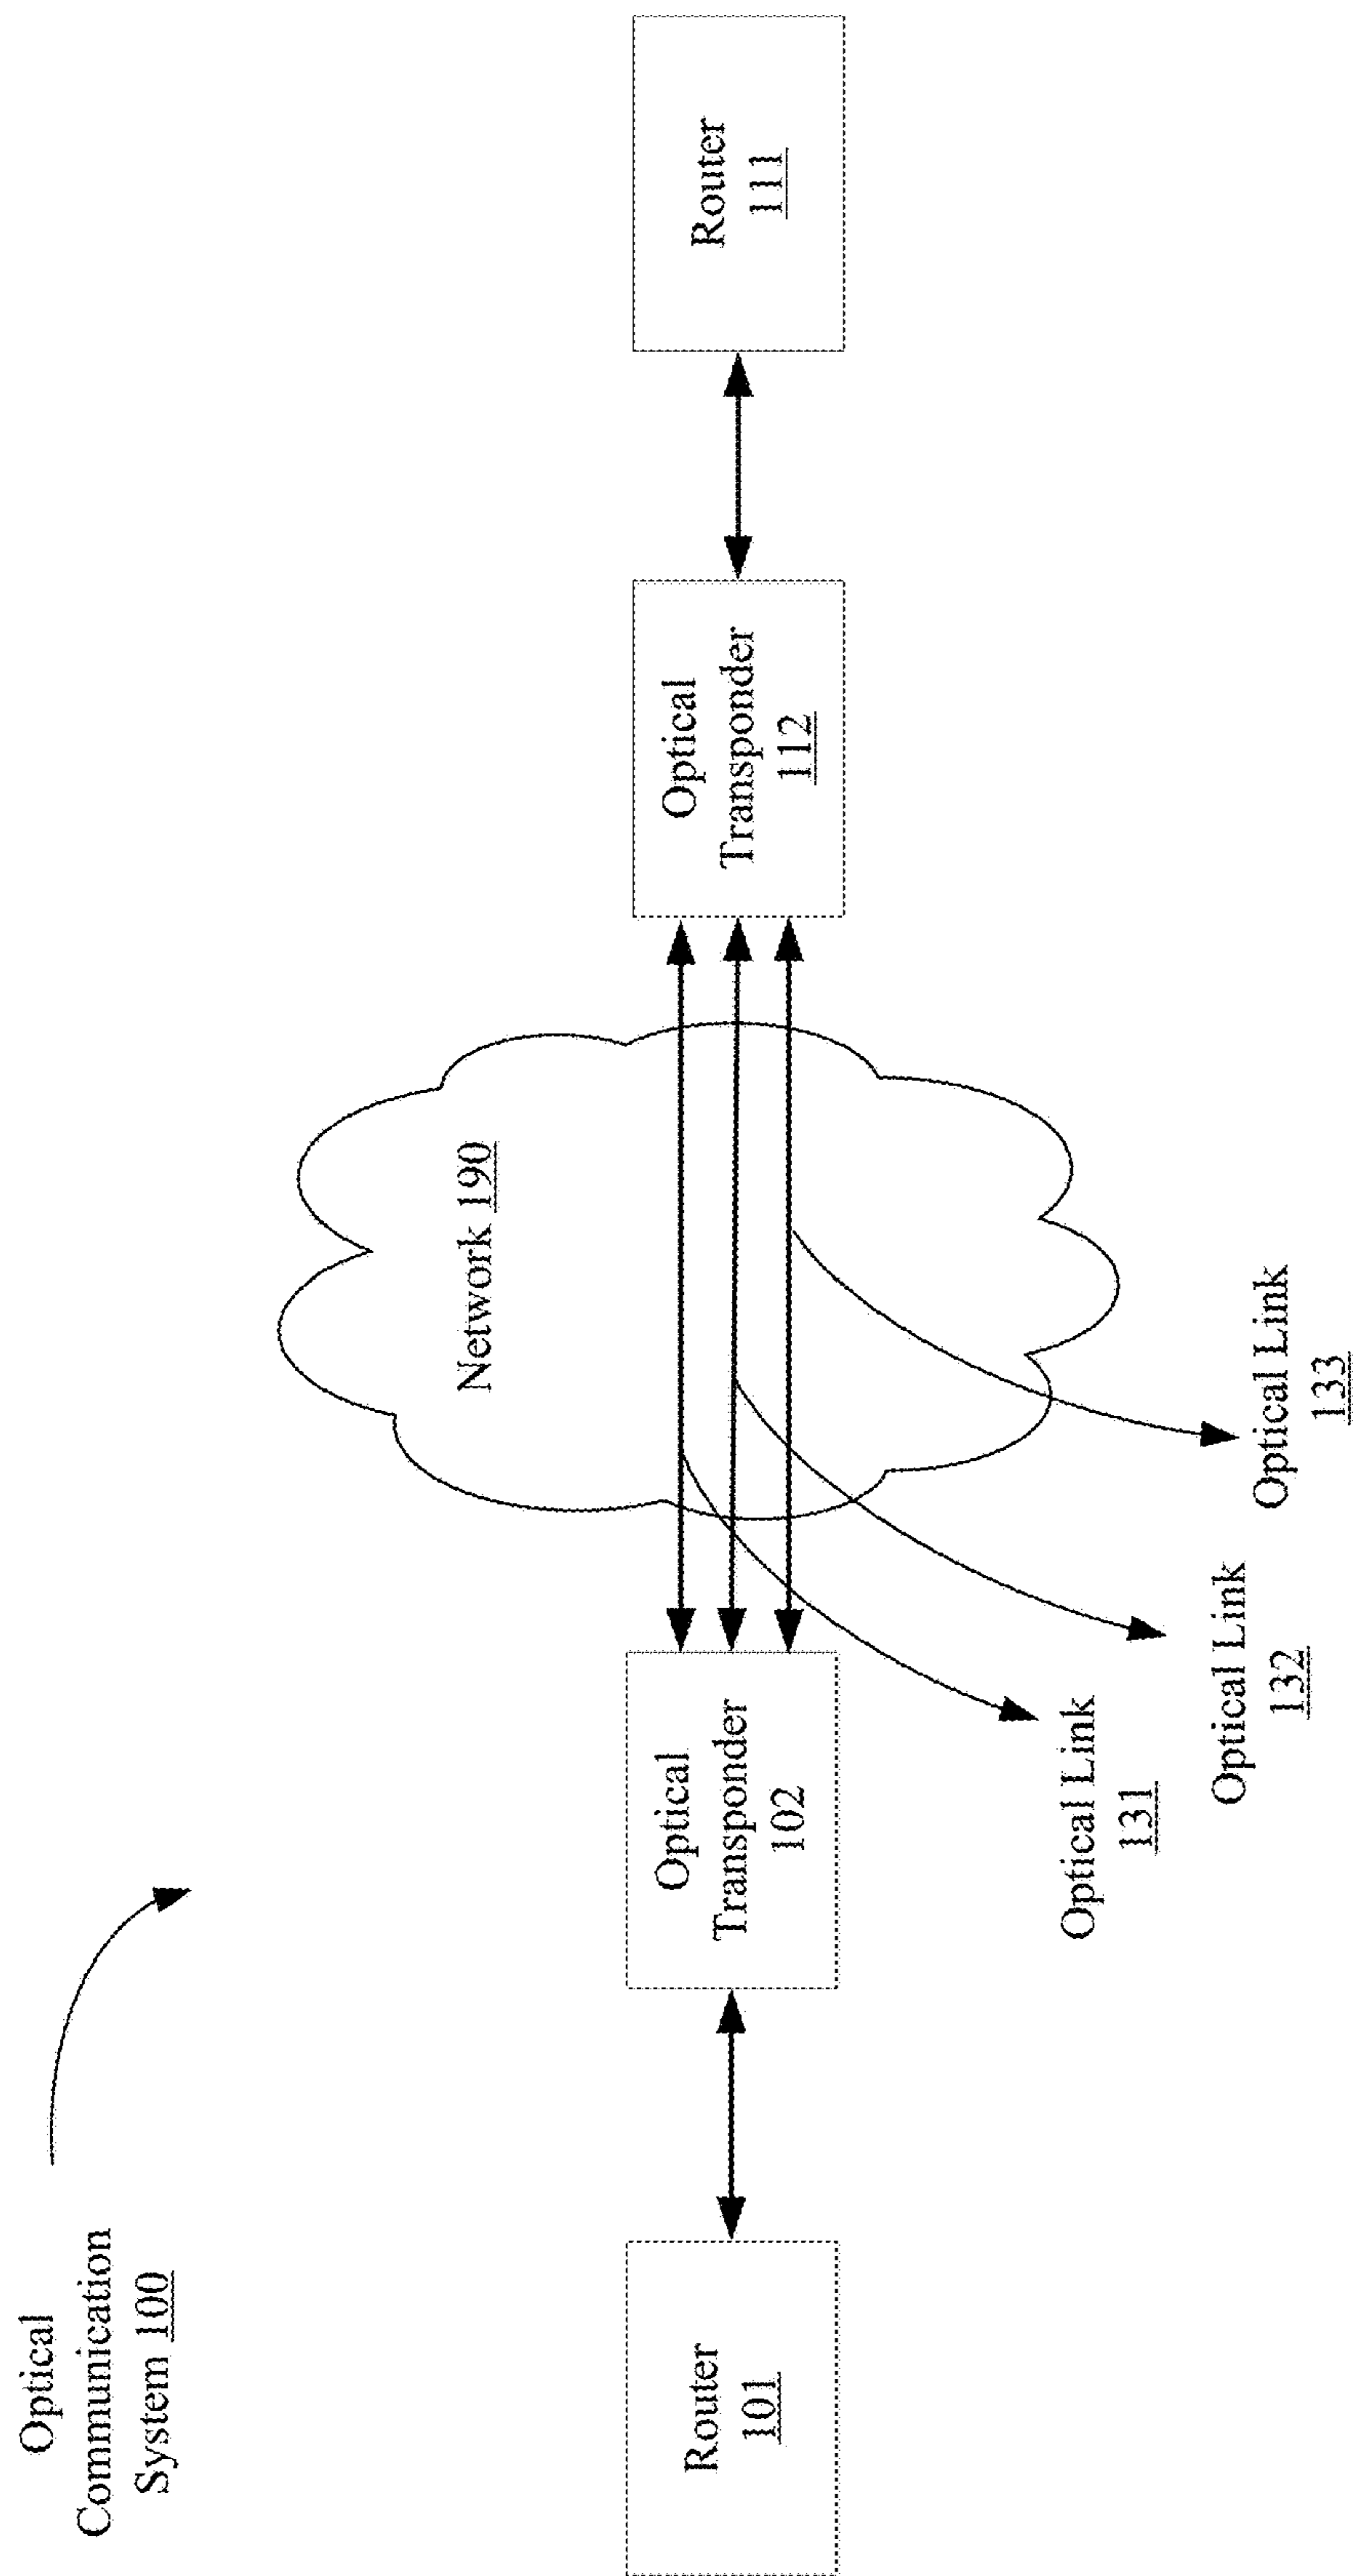 Optical
Communication
System 100
Router
101
Optical
Transponder
102
Network 190
Optical
Transponder
112
Router
111
Optical Link
131
Optical Link
132
Optical Link
133